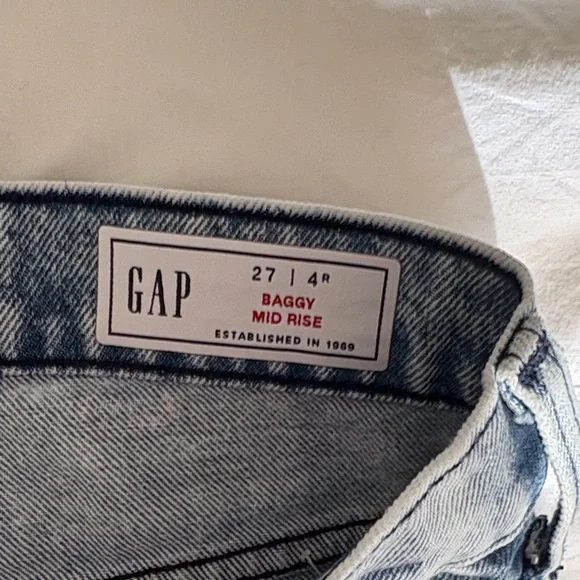 GAP
27 | 4R
BAGGY
MID RISE
ESTABLISHED IN 1969